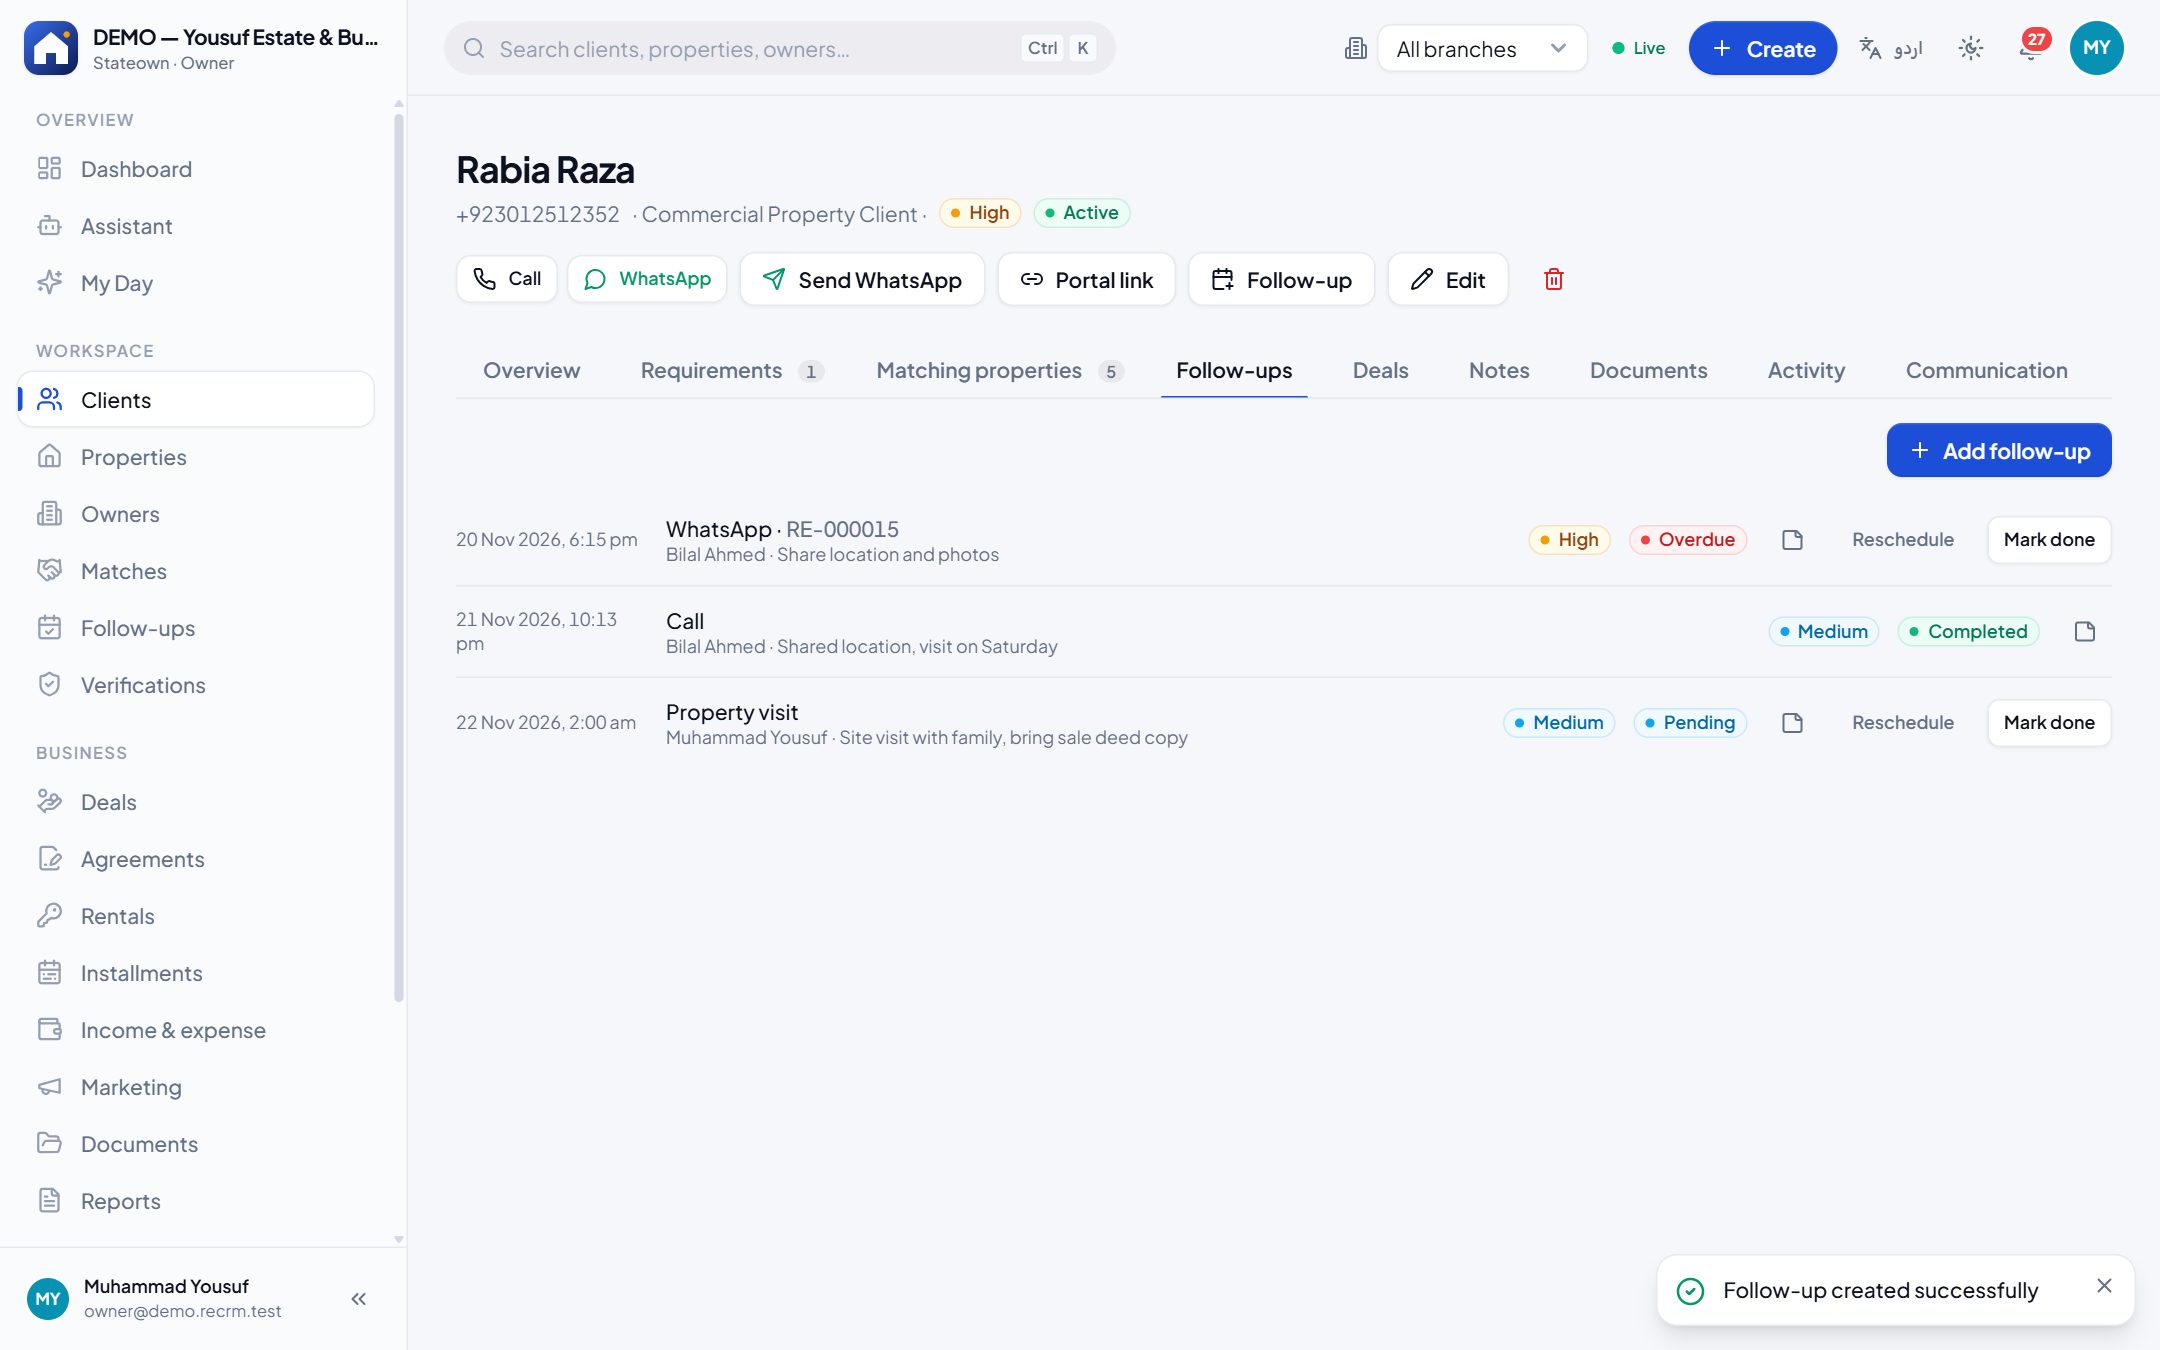 DEMO — Yousuf Estate & Bu...
Stateown · Owner
Search clients, properties, owners...
Ctrl K
All branches
Live
+ Create
اردو
27
MY
OVERVIEW
Dashboard
Assistant
My Day
WORKSPACE
Clients
Properties
Owners
Matches
Follow-ups
Verifications
BUSINESS
Deals
Agreements
Rentals
Installments
Income & expense
Marketing
Documents
Reports
MY
Muhammad Yousuf
owner@demo.recrm.test
Rabia Raza
+923012512352 · Commercial Property Client · High Active
Call WhatsApp Send WhatsApp Portal link Follow-up Edit
Overview Requirements 1 Matching properties 5 Follow-ups Deals Notes Documents Activity Communication
+ Add follow-up
20 Nov 2026, 6:15 pm
WhatsApp · RE-000015
Bilal Ahmed · Share location and photos
High Overdue Reschedule Mark done
21 Nov 2026, 10:13
pm
Call
Bilal Ahmed · Shared location, visit on Saturday
Medium Completed
22 Nov 2026, 2:00 am
Property visit
Muhammad Yousuf · Site visit with family, bring sale deed copy
Medium Pending Reschedule Mark done
Follow-up created successfully